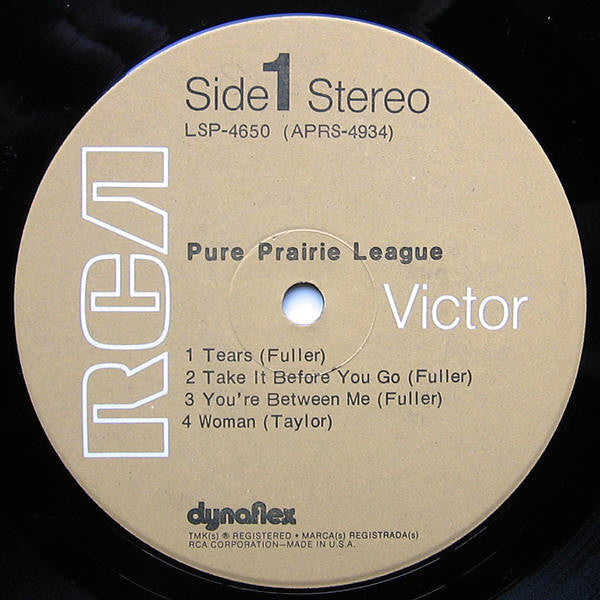 Side 1 Stereo
LSP-4650 (APRS-4934)
RCA
Pure Prairie League
Victor
1 Tears (Fuller)
2 Take It Before You Go (Fuller)
3 You're Between Me (Fuller)
4 Woman (Taylor)
dynaflex
TMK(s) ® REGISTERED • MARCA(s) REGISTRADA(s)
RCA CORPORATION—MADE IN U.S.A.